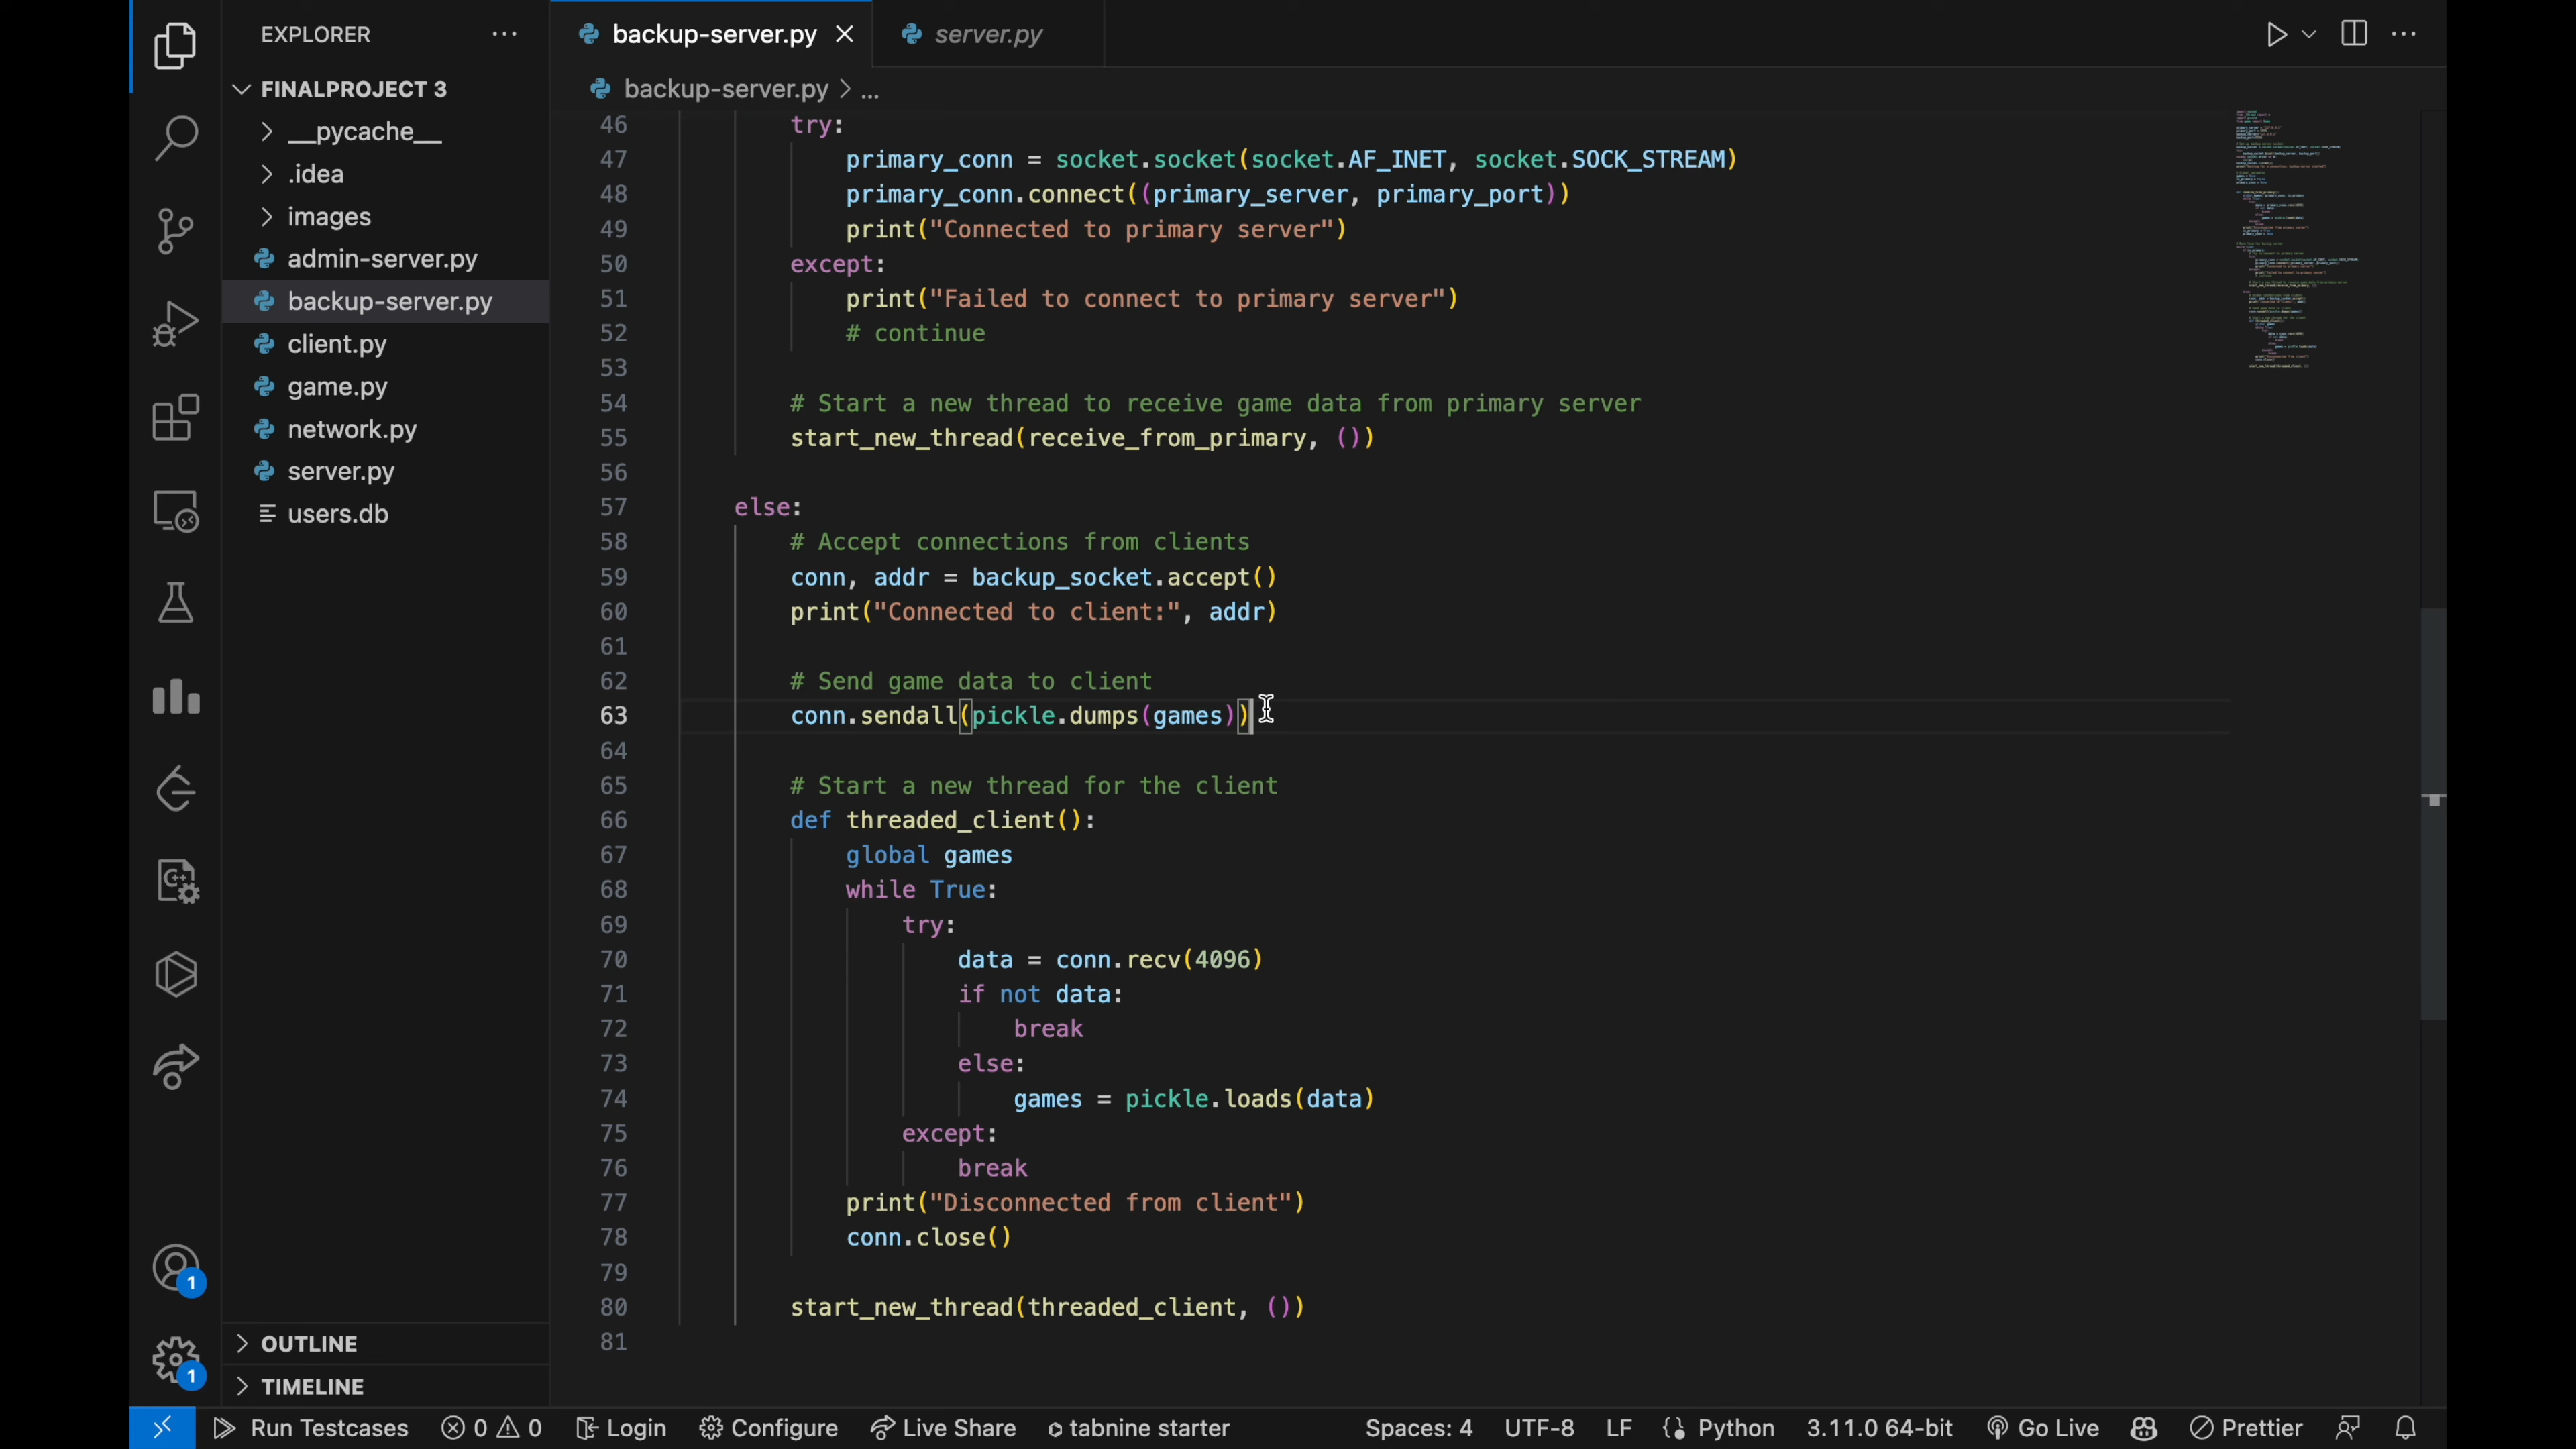 EXPLORER
FINALPROJECT 3
__pycache__
.idea
images
admin-server.py
backup-server.py
client.py
game.py
network.py
server.py
users.db
OUTLINE
TIMELINE
1
1
backup-server.py
server.py
backup-server.py > ...
46 try:
47 primary_conn = socket.socket(socket.AF_INET, socket.SOCK_STREAM)
48 primary_conn.connect((primary_server, primary_port))
49 print("Connected to primary server")
50 except:
51 print("Failed to connect to primary server")
52 # continue
53
54 # Start a new thread to receive game data from primary server
55 start_new_thread(receive_from_primary, ())
56
57 else:
58 # Accept connections from clients
59 conn, addr = backup_socket.accept()
60 print("Connected to client:", addr)
61
62 # Send game data to client
63 conn.sendall(pickle.dumps(games))
64
65 # Start a new thread for the client
66 def threaded_client():
67 global games
68 while True:
69 try:
70 data = conn.recv(4096)
71 if not data:
72 break
73 else:
74 games = pickle.loads(data)
75 except:
76 break
77 print("Disconnected from client")
78 conn.close()
79
80 start_new_thread(threaded_client, ())
81
Run Testcases 0 0 Login Configure Live Share tabnine starter Spaces: 4 UTF-8 LF Python 3.11.0 64-bit Go Live Prettier